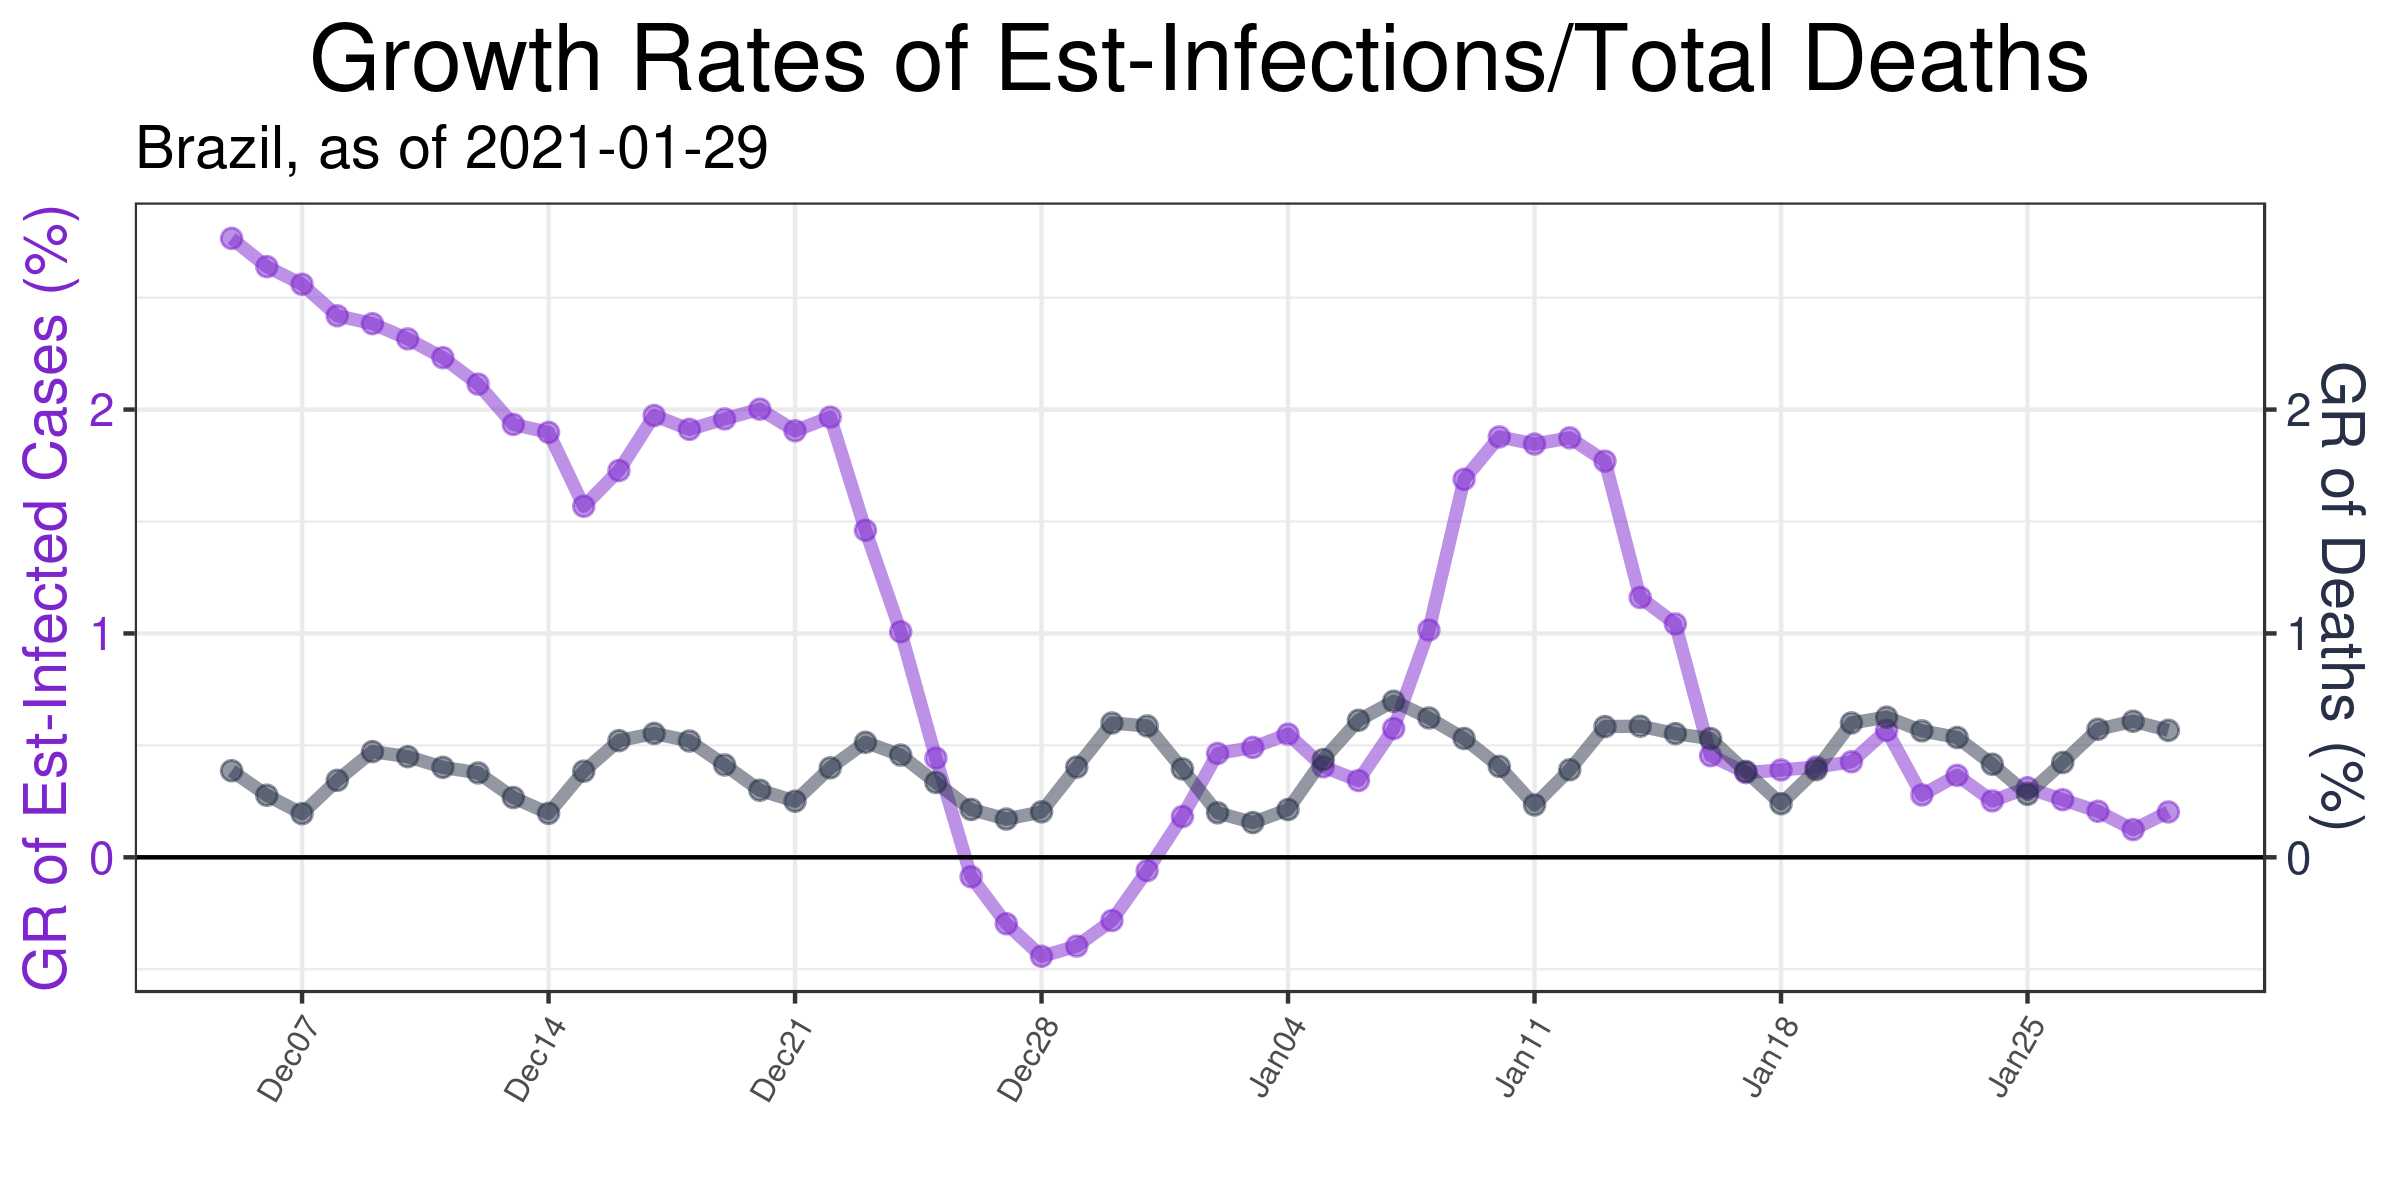 Growth Rates of Est-Infections/Total Deaths
Brazil, as of 2021-01-29
GR of Est-Infected Cases (%)
2
1
0
2
1
0
GR of Deaths (%)
Dec07
Dec14
Dec21
Dec28
Jan04
Jan11
Jan18
Jan25